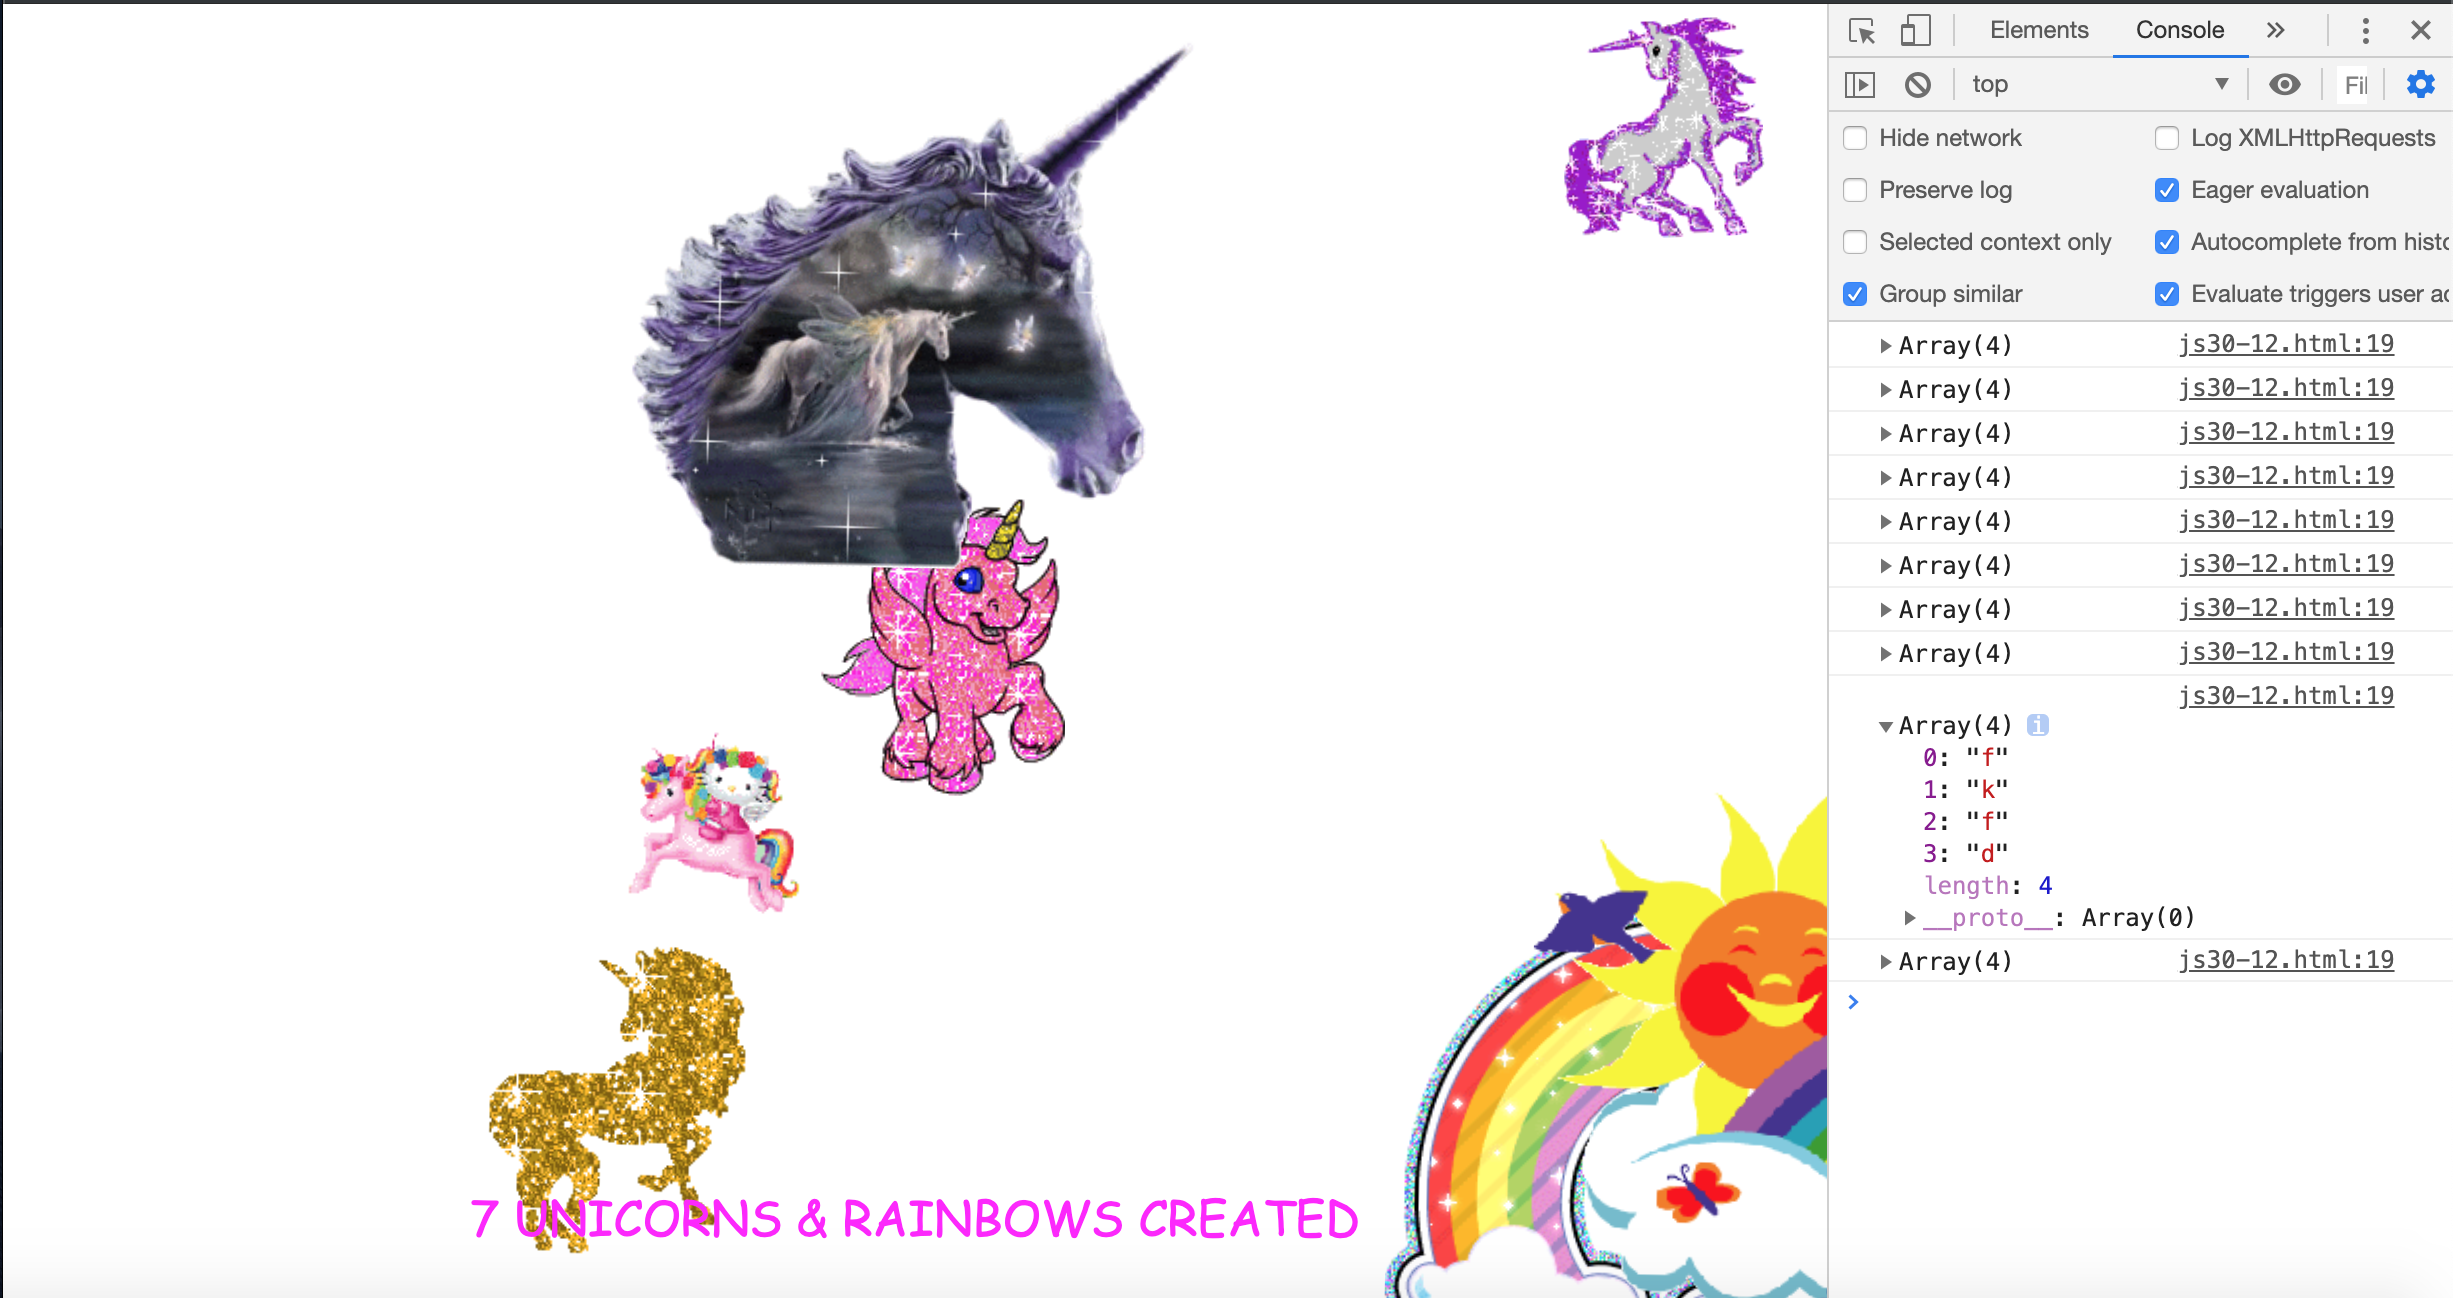 Elements Console
top Fil
Hide network Log XMLHttpRequests
Preserve log Eager evaluation
Selected context only Autocomplete from histo
Group similar Evaluate triggers user ac
Array(4) js30-12.html:19
Array(4) js30-12.html:19
Array(4) js30-12.html:19
Array(4) js30-12.html:19
Array(4) js30-12.html:19
Array(4) js30-12.html:19
Array(4) js30-12.html:19
Array(4) js30-12.html:19
js30-12.html:19
Array(4) i
0: "f"
1: "k"
2: "f"
3: "d"
length: 4
__proto__: Array(0)
Array(4) js30-12.html:19
7 UNICORNS & RAINBOWS CREATED